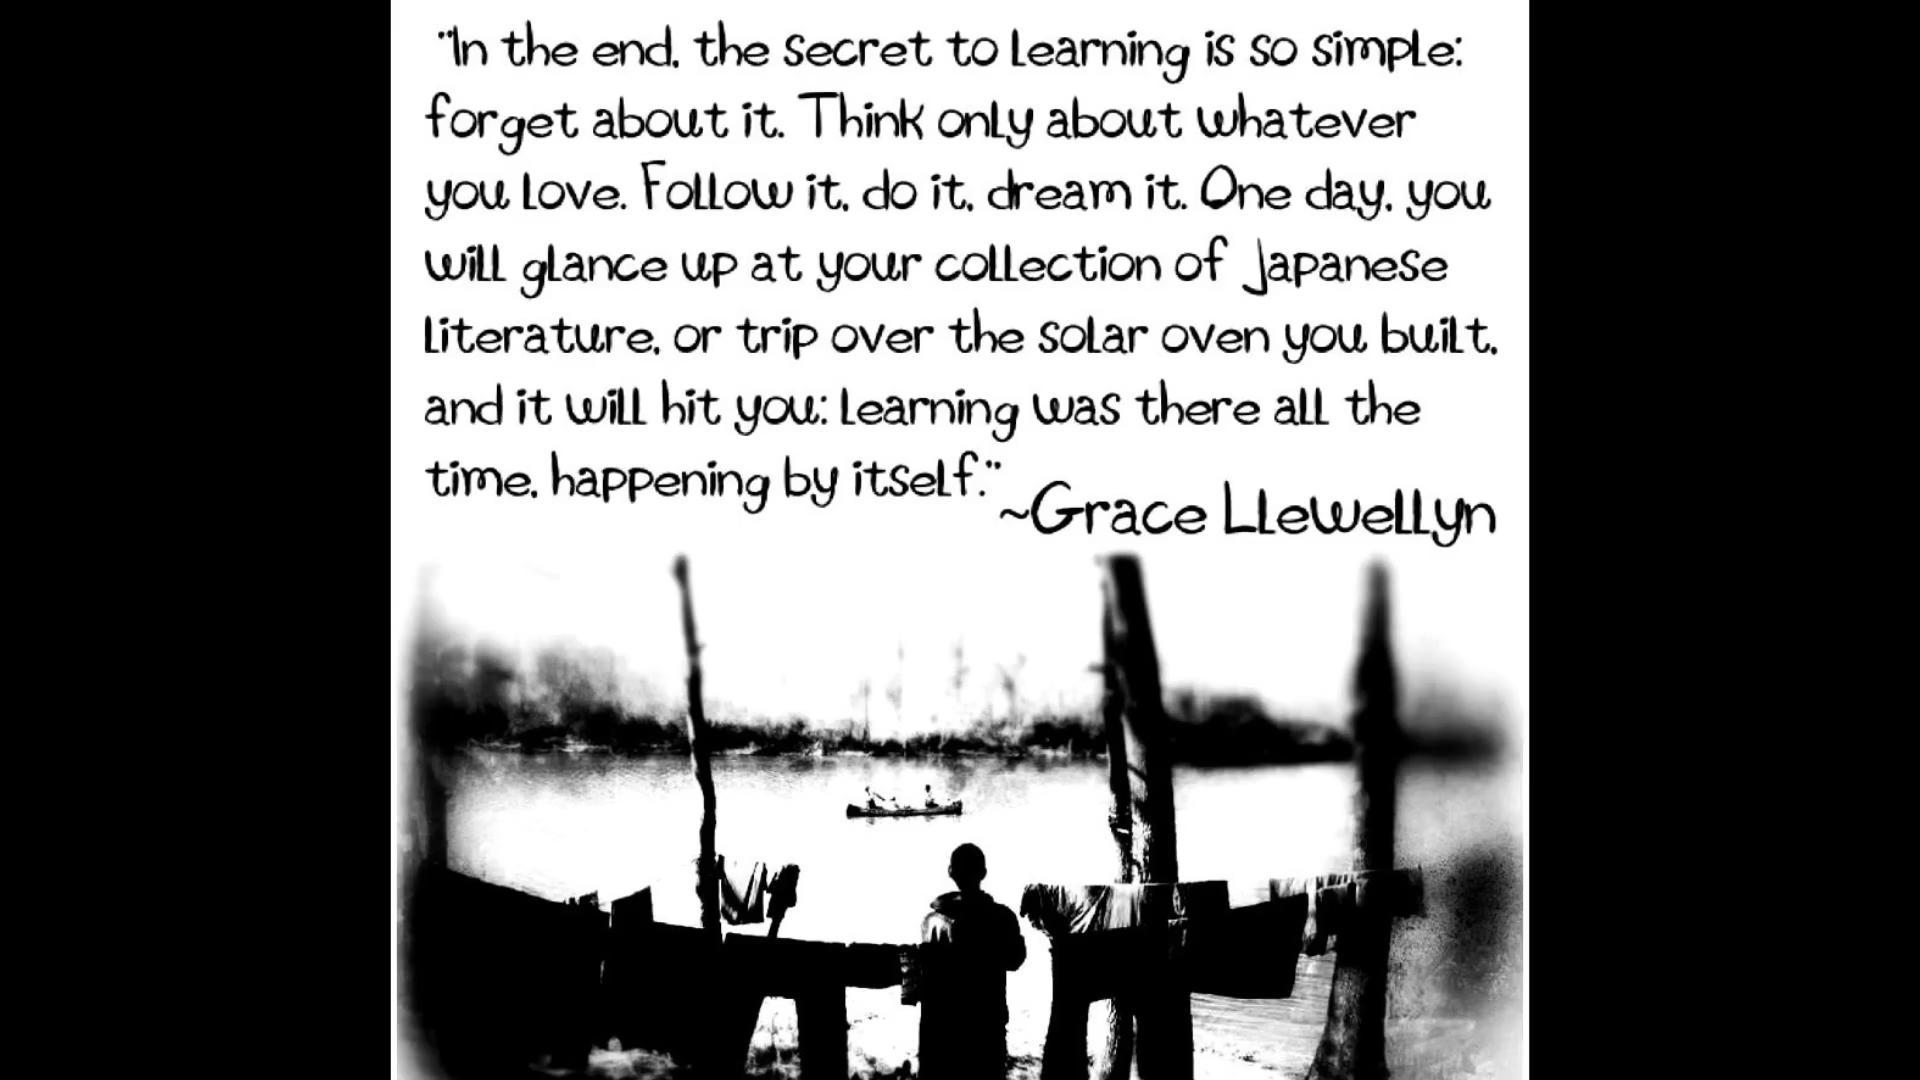 "In the end, the secret to learning is so simple:
forget about it. Think only about whatever
you love. Follow it, do it, dream it. One day, you
will glance up at your collection of Japanese
literature, or trip over the solar oven you built,
and it will hit you: learning was there all the
time, happening by itself."
~Grace Llewellyn